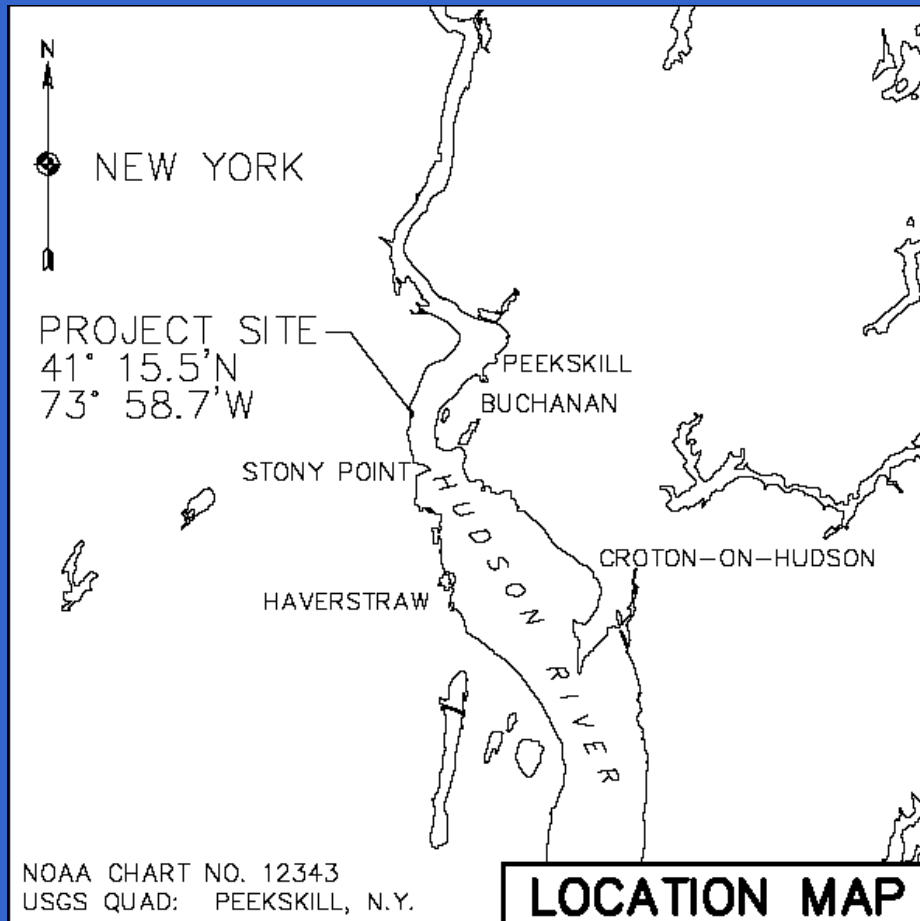 N
NEW YORK
PROJECT SITE
41° 15.5'N
73° 58.7'W
PEEKSKILL
BUCHANAN
STONY POINT
HUDSON RIVER
CROTON-ON-HUDSON
HAVERSTRAW
NOAA CHART NO. 12343
USGS QUAD: PEEKSKILL, N.Y.
LOCATION MAP